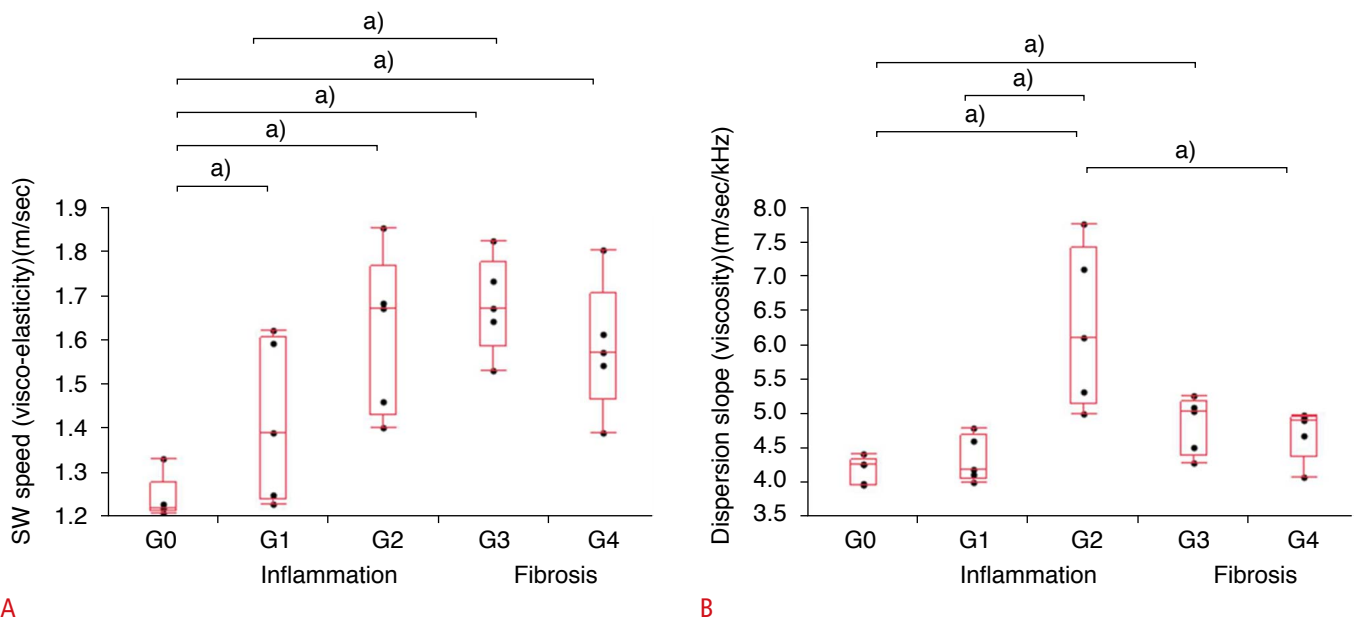 a)
a)
a)
a)
a)
SW speed (visco-elasticity)(m/sec)
1.9
1.8
1.7
1.6
1.5
1.4
1.3
1.2
G0 G1 G2 G3 G4
Inflammation Fibrosis
A
a)
a)
a)
a)
Dispersion slope (viscosity)(m/sec/kHz)
8.0
7.5
7.0
6.5
6.0
5.5
5.0
4.5
4.0
3.5
G0 G1 G2 G3 G4
Inflammation Fibrosis
B